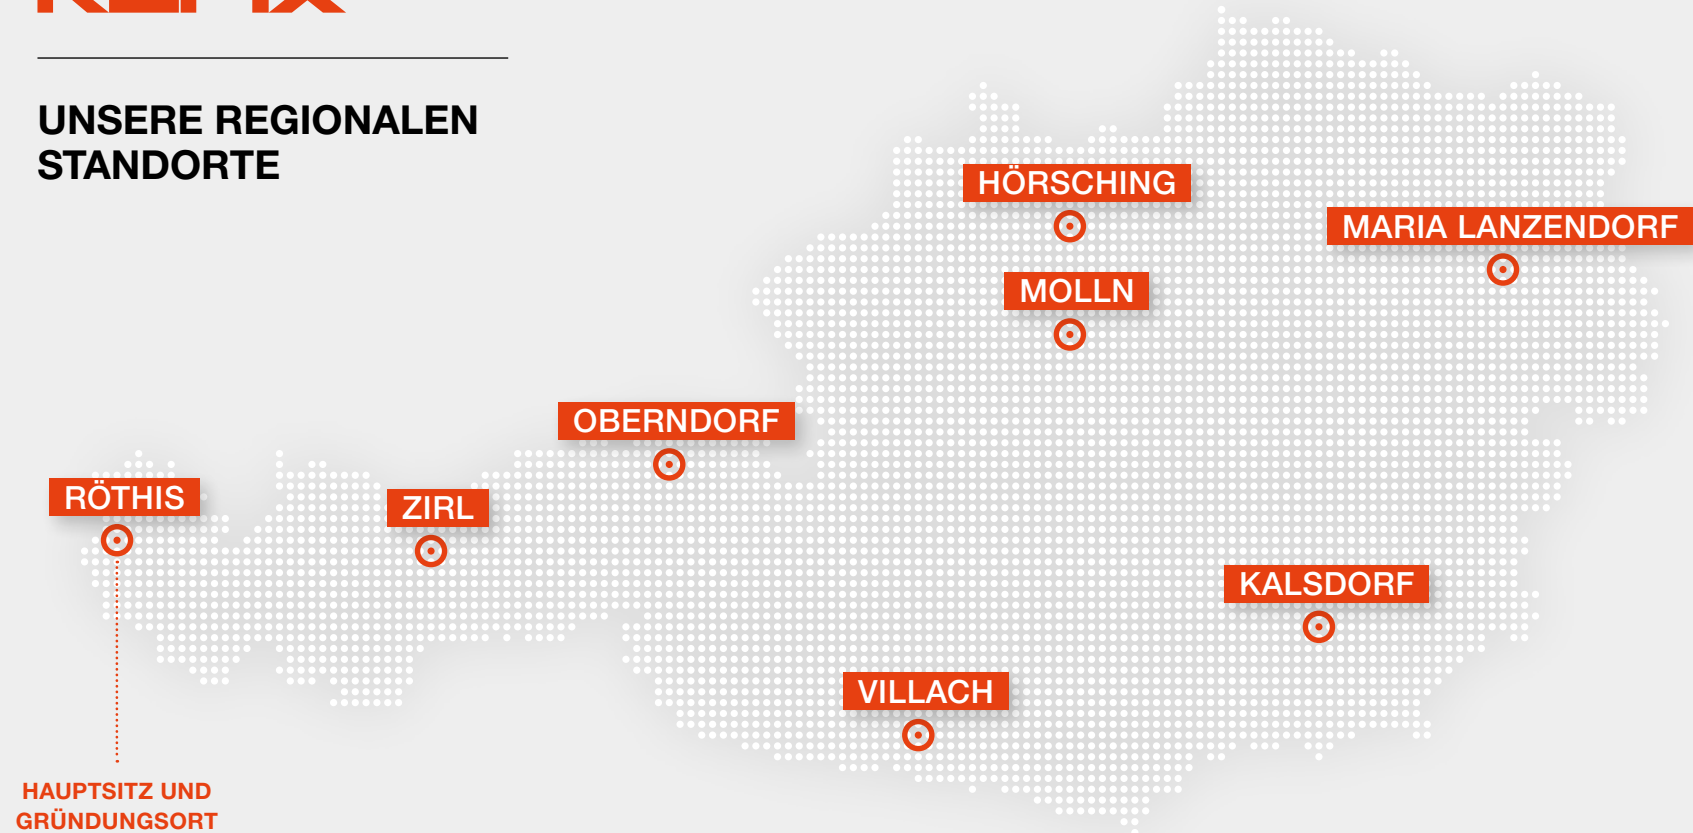 UNSERE REGIONALEN
STANDORTE
HÖRSCHING
MARIA LANZENDORF
MOLLN
OBERNDORF
RÖTHIS
ZIRL
KALSDORF
VILLACH
HAUPTSITZ UND
GRÜNDUNGSORT